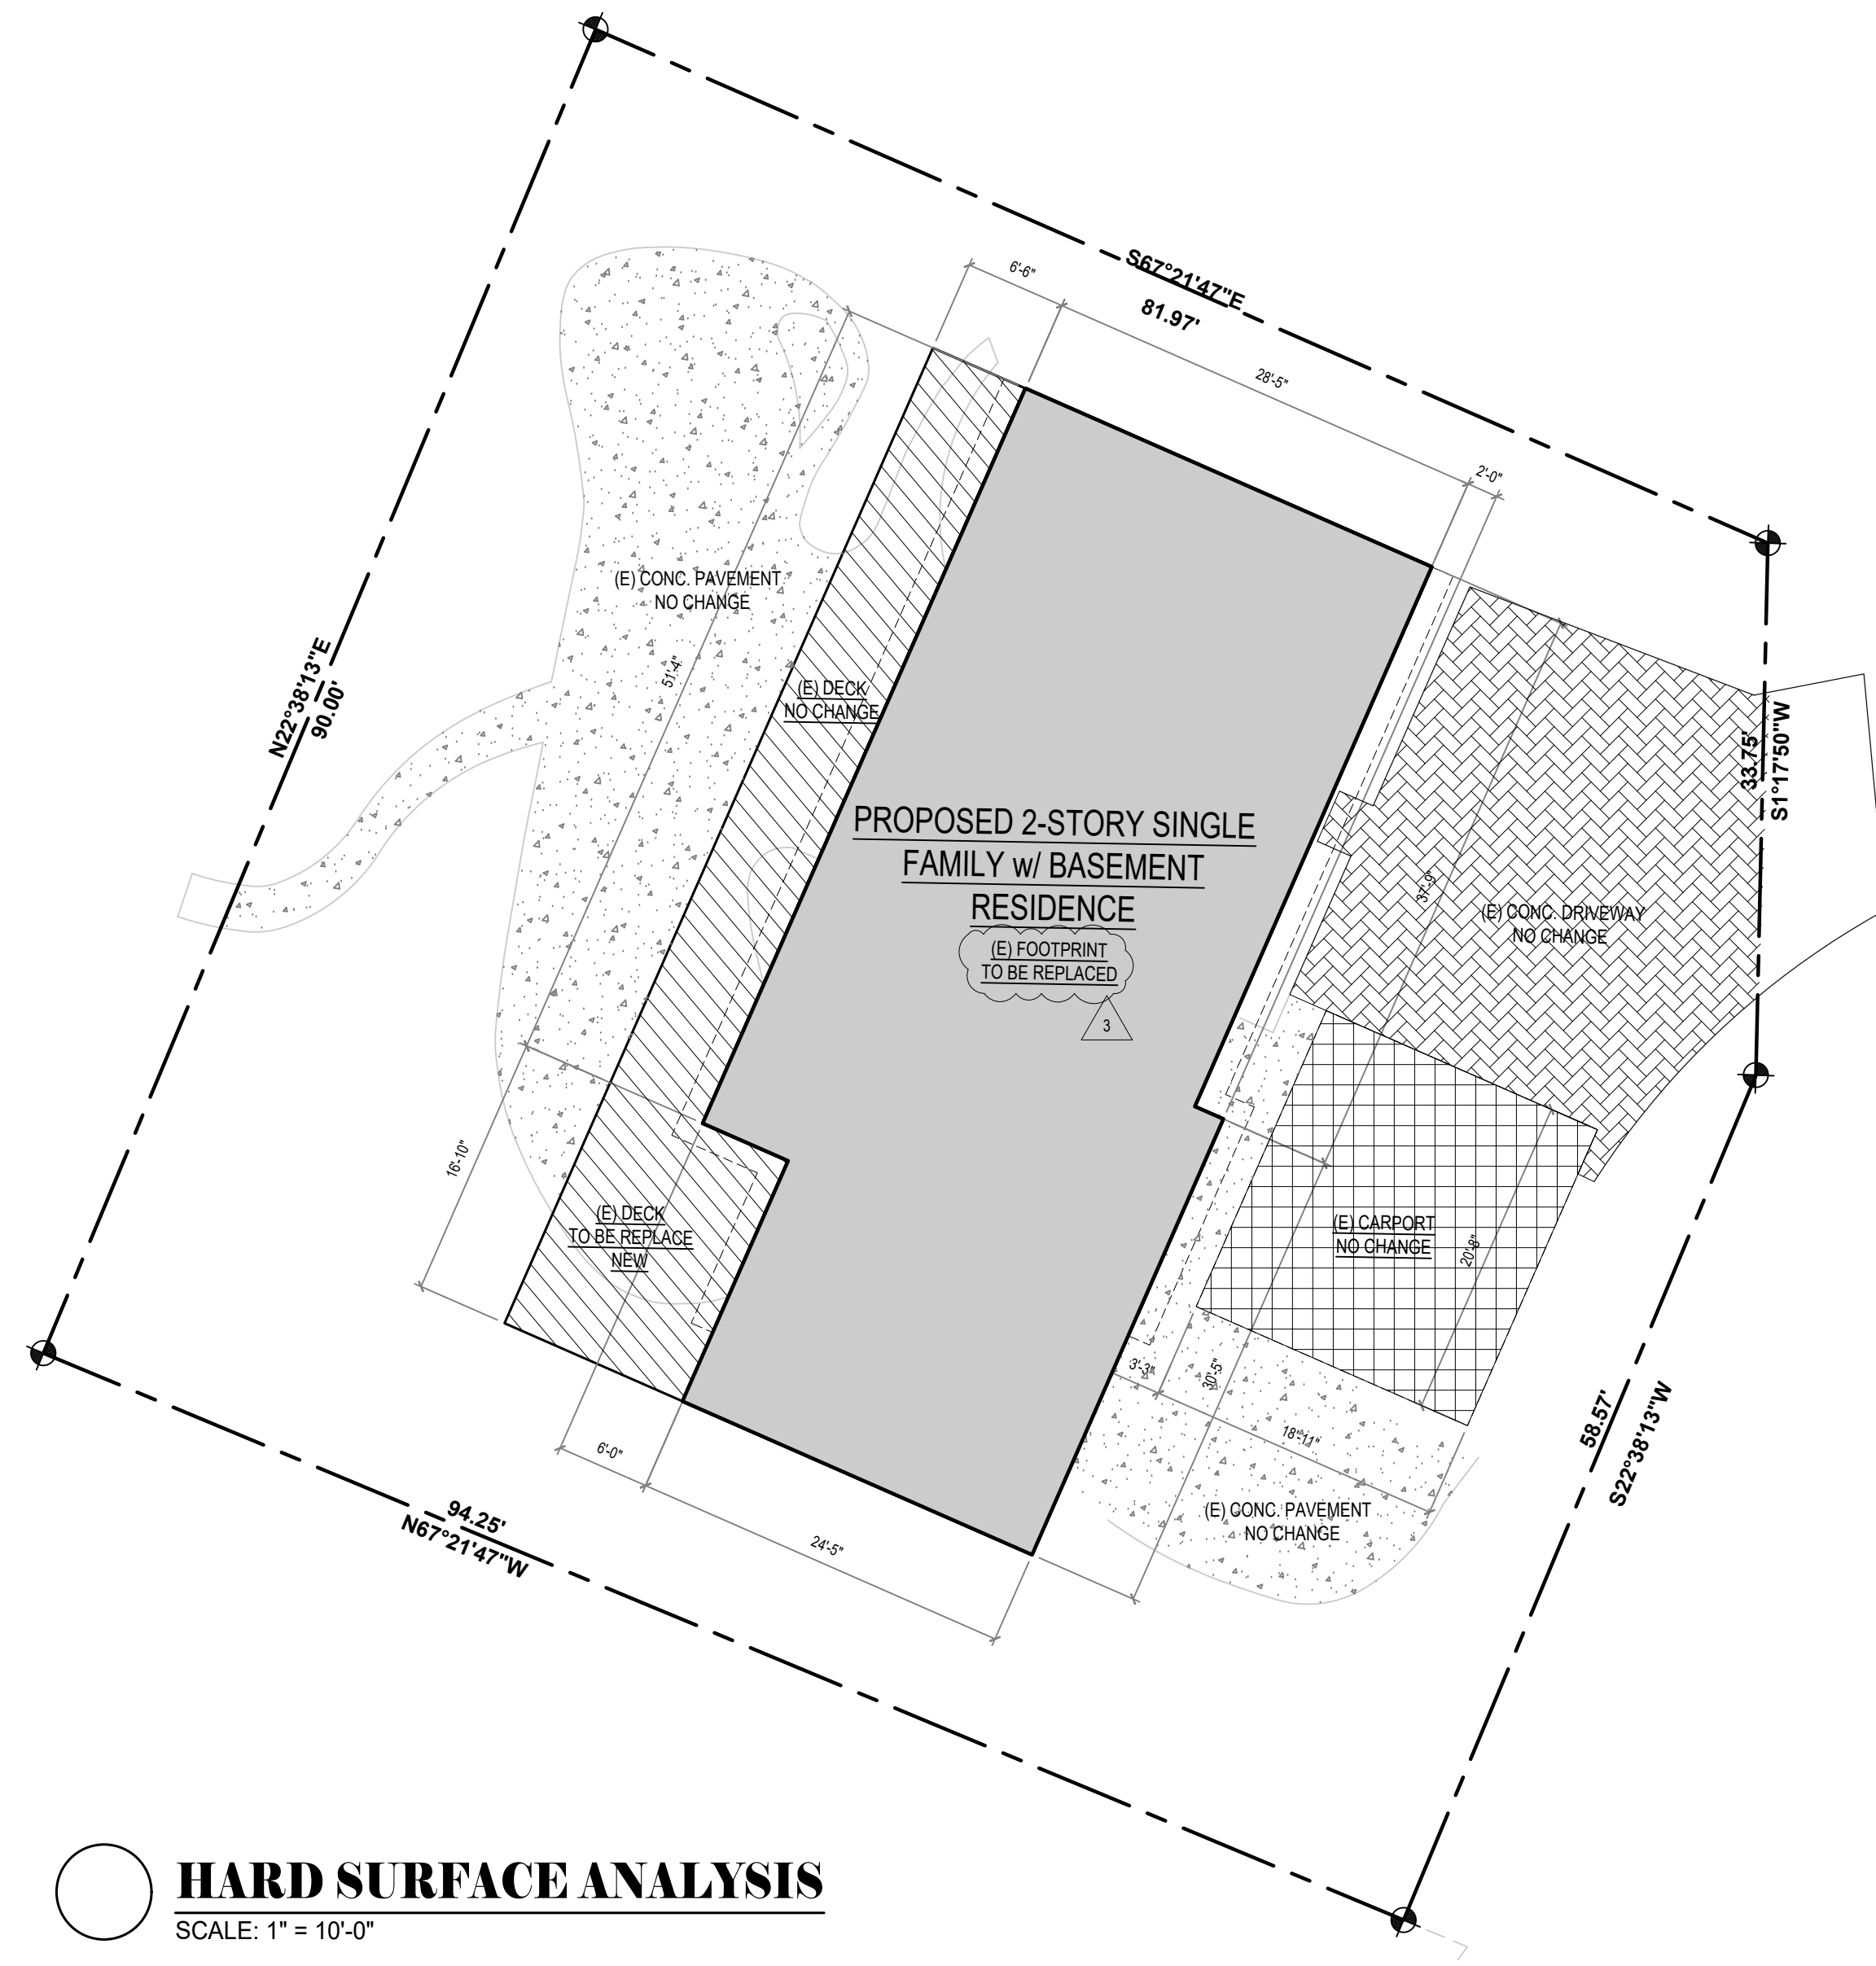 S67°21'47"E
81.97'
6'-6"
28'-5"
2'-0"
(E) CONC. PAVEMENT
NO CHANGE
N22°38'13"E
90.00'
51'-4"
(E) DECK
NO CHANGE
33.75'
S1°17'50"W
PROPOSED 2-STORY SINGLE
FAMILY w/ BASEMENT
RESIDENCE
(E) FOOTPRINT
TO BE REPLACED
3
37'-9"
(E) CONC. DRIVEWAY
NO CHANGE
16'-10"
(E) DECK
TO BE REPLACE
NEW
(E) CARPORT
NO CHANGE
20'-8"
3'-3"
30'-5"
18'-11"
6'-0"
24'-5"
(E) CONC. PAVEMENT
NO CHANGE
58.57'
S22°38'13"W
94.25'
N67°21'47"W
HARD SURFACE ANALYSIS
SCALE: 1" = 10'-0"